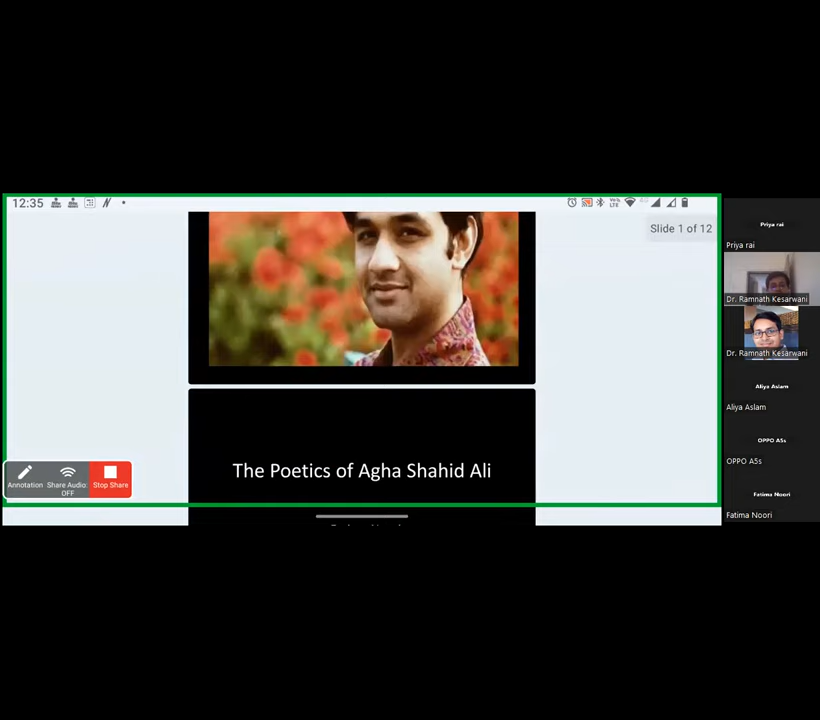 12:35
Slide 1 of 12
The Poetics of Agha Shahid Ali
Annotation
Share Audio:
OFF
Stop Share
Priya rai
Priya rai
Dr. Ramnath Kesarwani
Dr. Ramnath Kesarwani
Aliya Aslam
Aliya Aslam
OPPO A5s
OPPO A5s
Fatima Noori
Fatima Noori